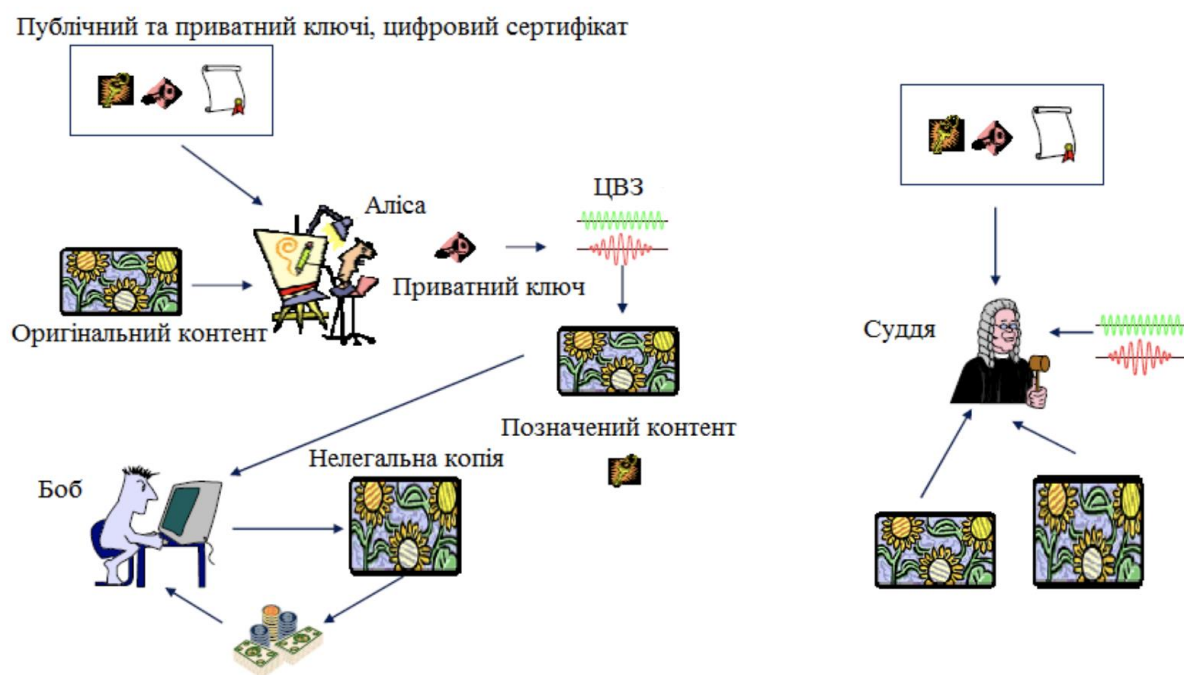 Публічний та приватний ключі, цифровий сертифікат
Аліса
ЦВЗ
Приватний ключ
Оригінальний контент
Суддя
Позначений контент
Нелегальна копія
Боб